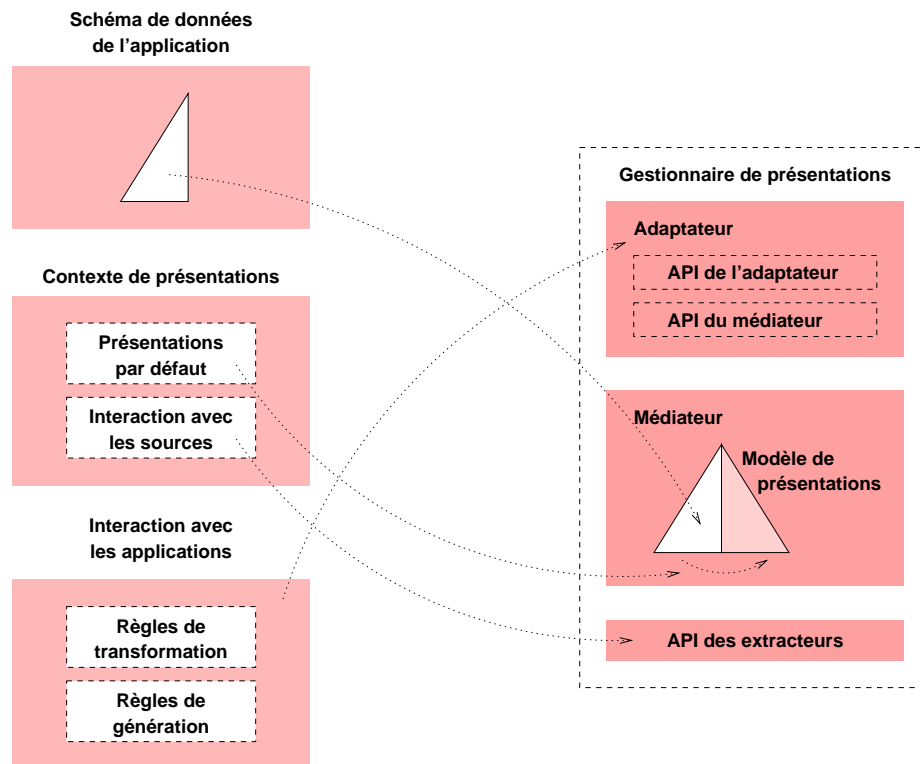 Schéma de données
de l'application
Contexte de présentations
Présentations
par défaut
Interaction avec
les sources
Interaction avec
les applications
Règles de
transformation
Règles de
génération
Gestionnaire de présentations
Adaptateur
API de l'adaptateur
API du médiateur
Médiateur
Modèle de
présentations
API des extracteurs